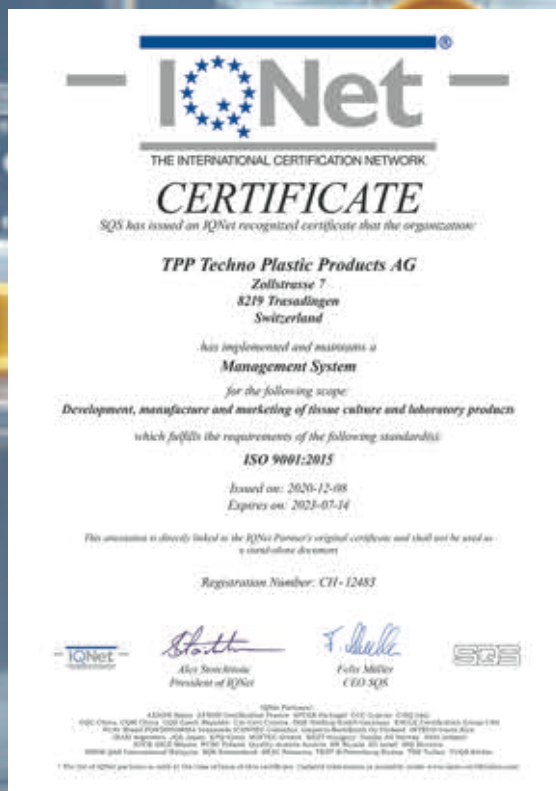 IQNet ®
THE INTERNATIONAL CERTIFICATION NETWORK
CERTIFICATE
SQS has issued an IQNet recognized certificate that the organization:
TPP Techno Plastic Products AG
Zollstrasse 7
8219 Trasadingen
Switzerland
has implemented and maintains a
Management System
for the following scope:
Development, manufacture and marketing of tissue culture and laboratory products
which fulfills the requirements of the following standard(s):
ISO 9001:2015
Issued on: 2020-12-08
Expires on: 2023-07-14
This attestation is directly linked to the IQNet Partner's original certificate and shall not be used as
a stand-alone document
Registration Number: CH-12483
IQNet
Alex Stoichitoiu
President of IQNet
Felix Müller
CEO SQS
SQS
IQNet Partners*: